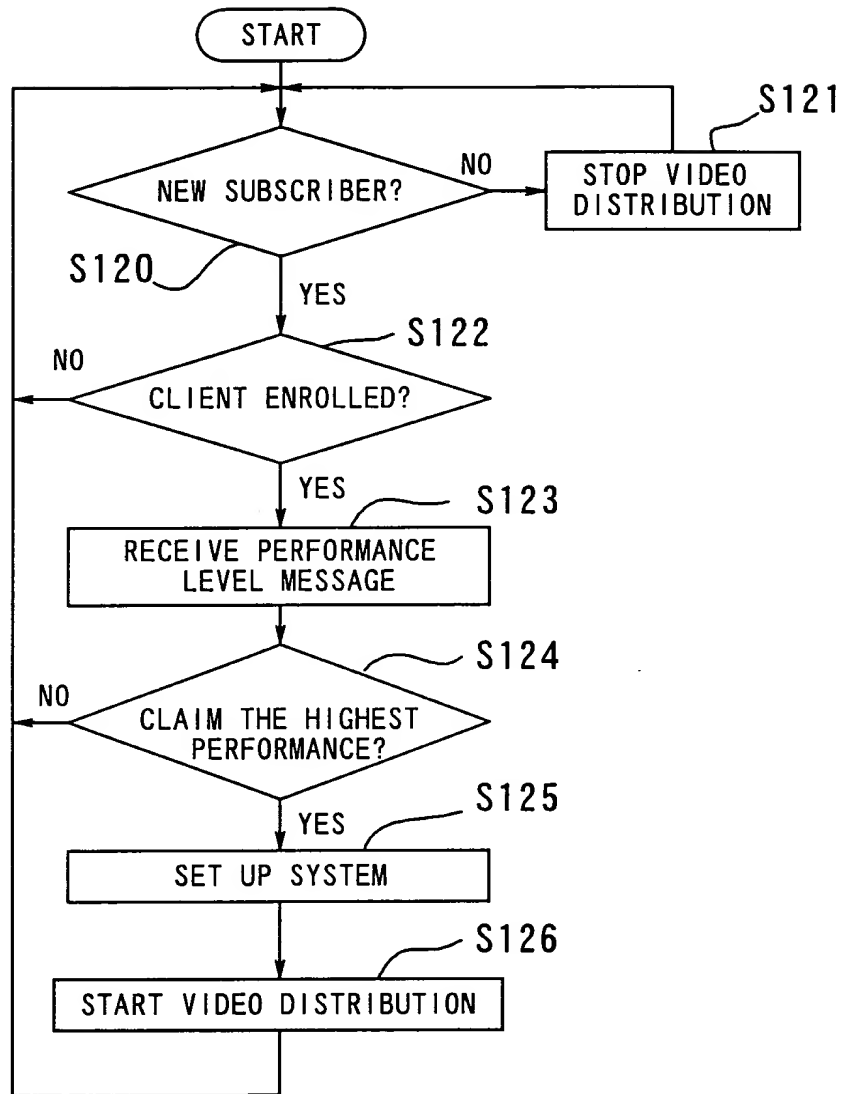 START
S121
NEW SUBSCRIBER?
NO
STOP VIDEO
DISTRIBUTION
S120
YES
S122
NO
CLIENT ENROLLED?
YES
S123
RECEIVE PERFORMANCE
LEVEL MESSAGE
S124
NO
CLAIM THE HIGHEST
PERFORMANCE?
S125
YES
SET UP SYSTEM
S126
START VIDEO DISTRIBUTION